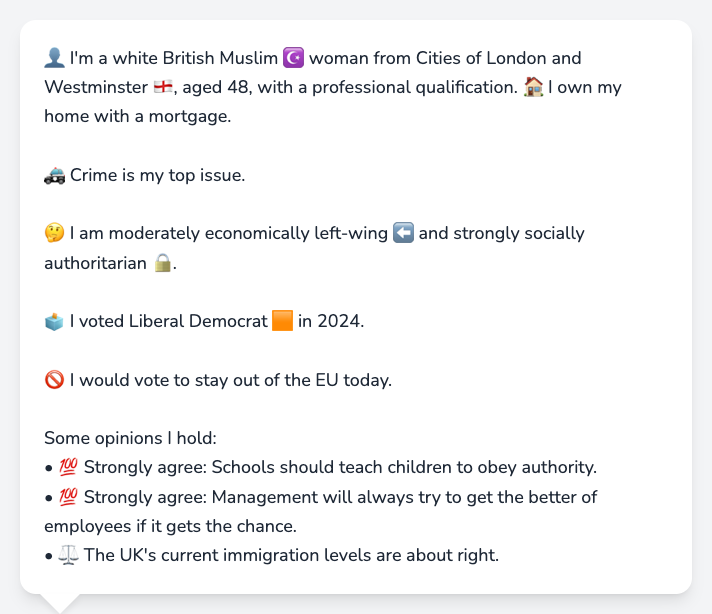 👤 I'm a white British Muslim ☪️ woman from Cities of London and
Westminster 🏴󠁧󠁢󠁥󠁮󠁧󠁿, aged 48, with a professional qualification. 🏠 I own my
home with a mortgage.
🚓 Crime is my top issue.
🤔 I am moderately economically left-wing ⬅️ and strongly socially
authoritarian 🔒.
🗳️ I voted Liberal Democrat 🟧 in 2024.
🚫 I would vote to stay out of the EU today.
Some opinions I hold:
• 💯 Strongly agree: Schools should teach children to obey authority.
• 💯 Strongly agree: Management will always try to get the better of
employees if it gets the chance.
• ⚖️ The UK's current immigration levels are about right.